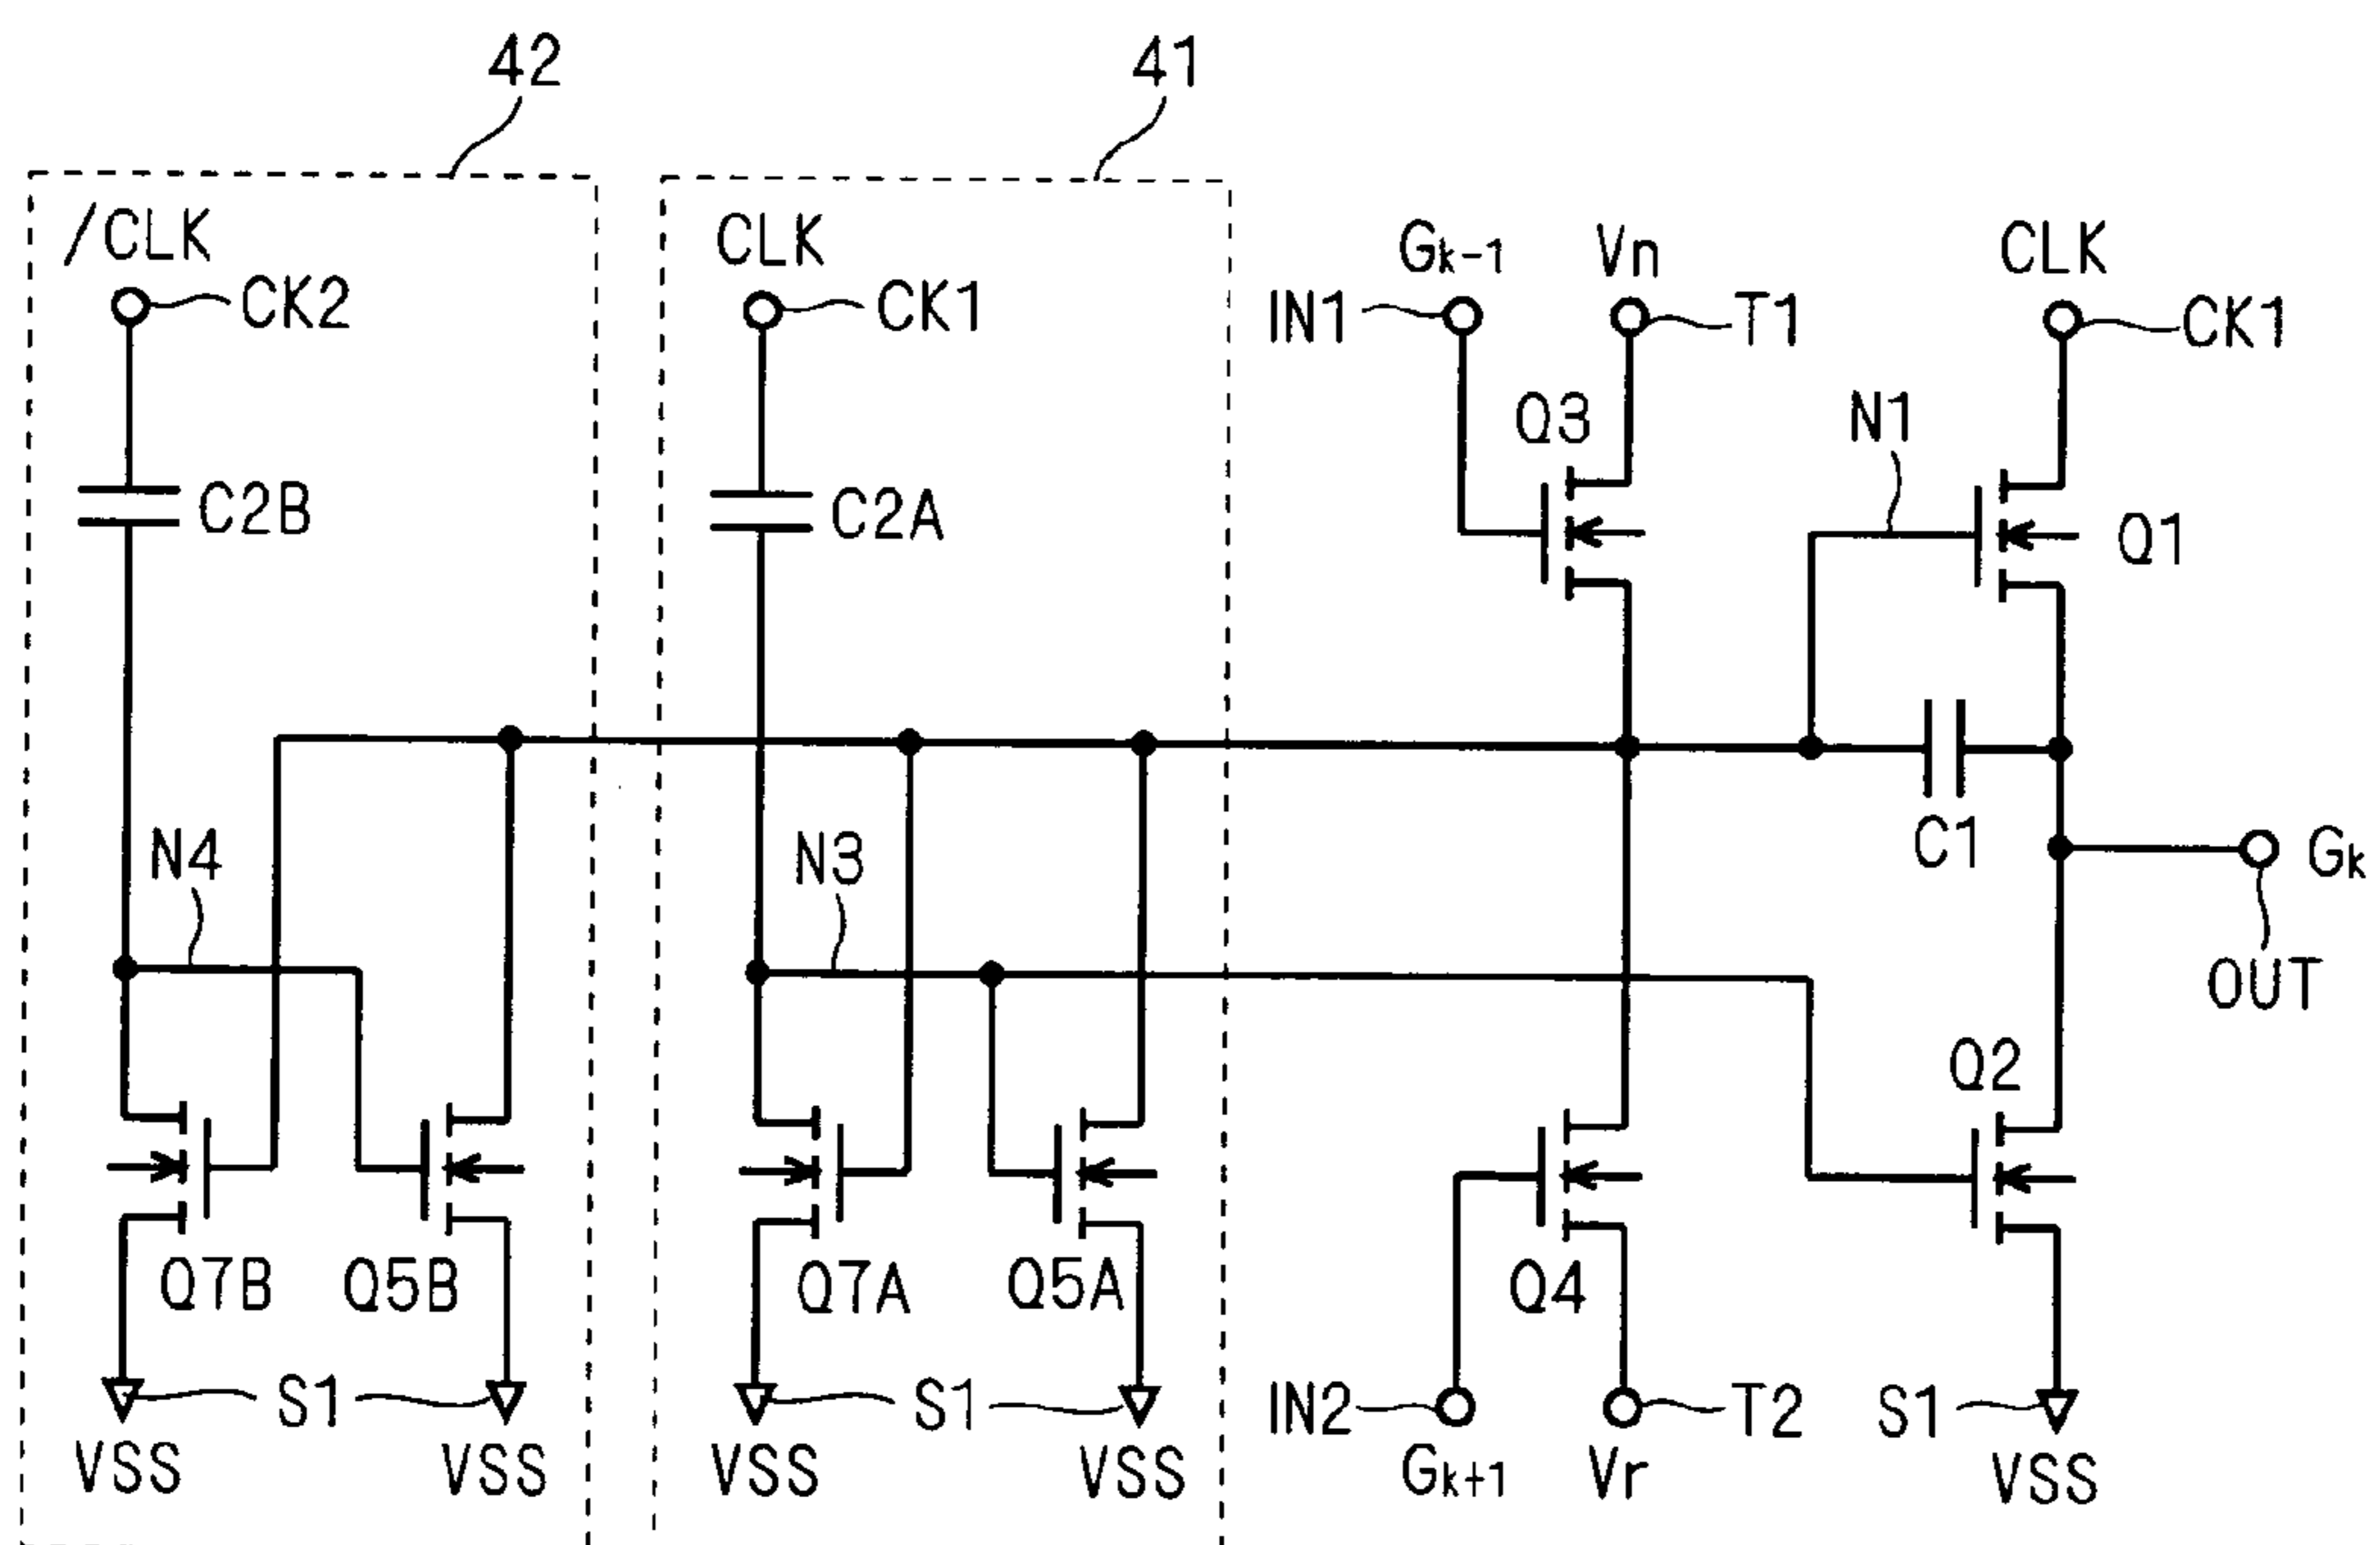 42
41
/CLK
CLK
Gk-1
Vn
CLK
CK2
CK1
IN1
T1
CK1
Q3
N1
C2B
C2A
Q1
N4
N3
C1
Gk
OUT
Q2
Q7B
Q5B
Q7A
Q5A
Q4
S1
S1
IN2
T2
S1
VSS
VSS
VSS
VSS
Gk+1
Vr
VSS